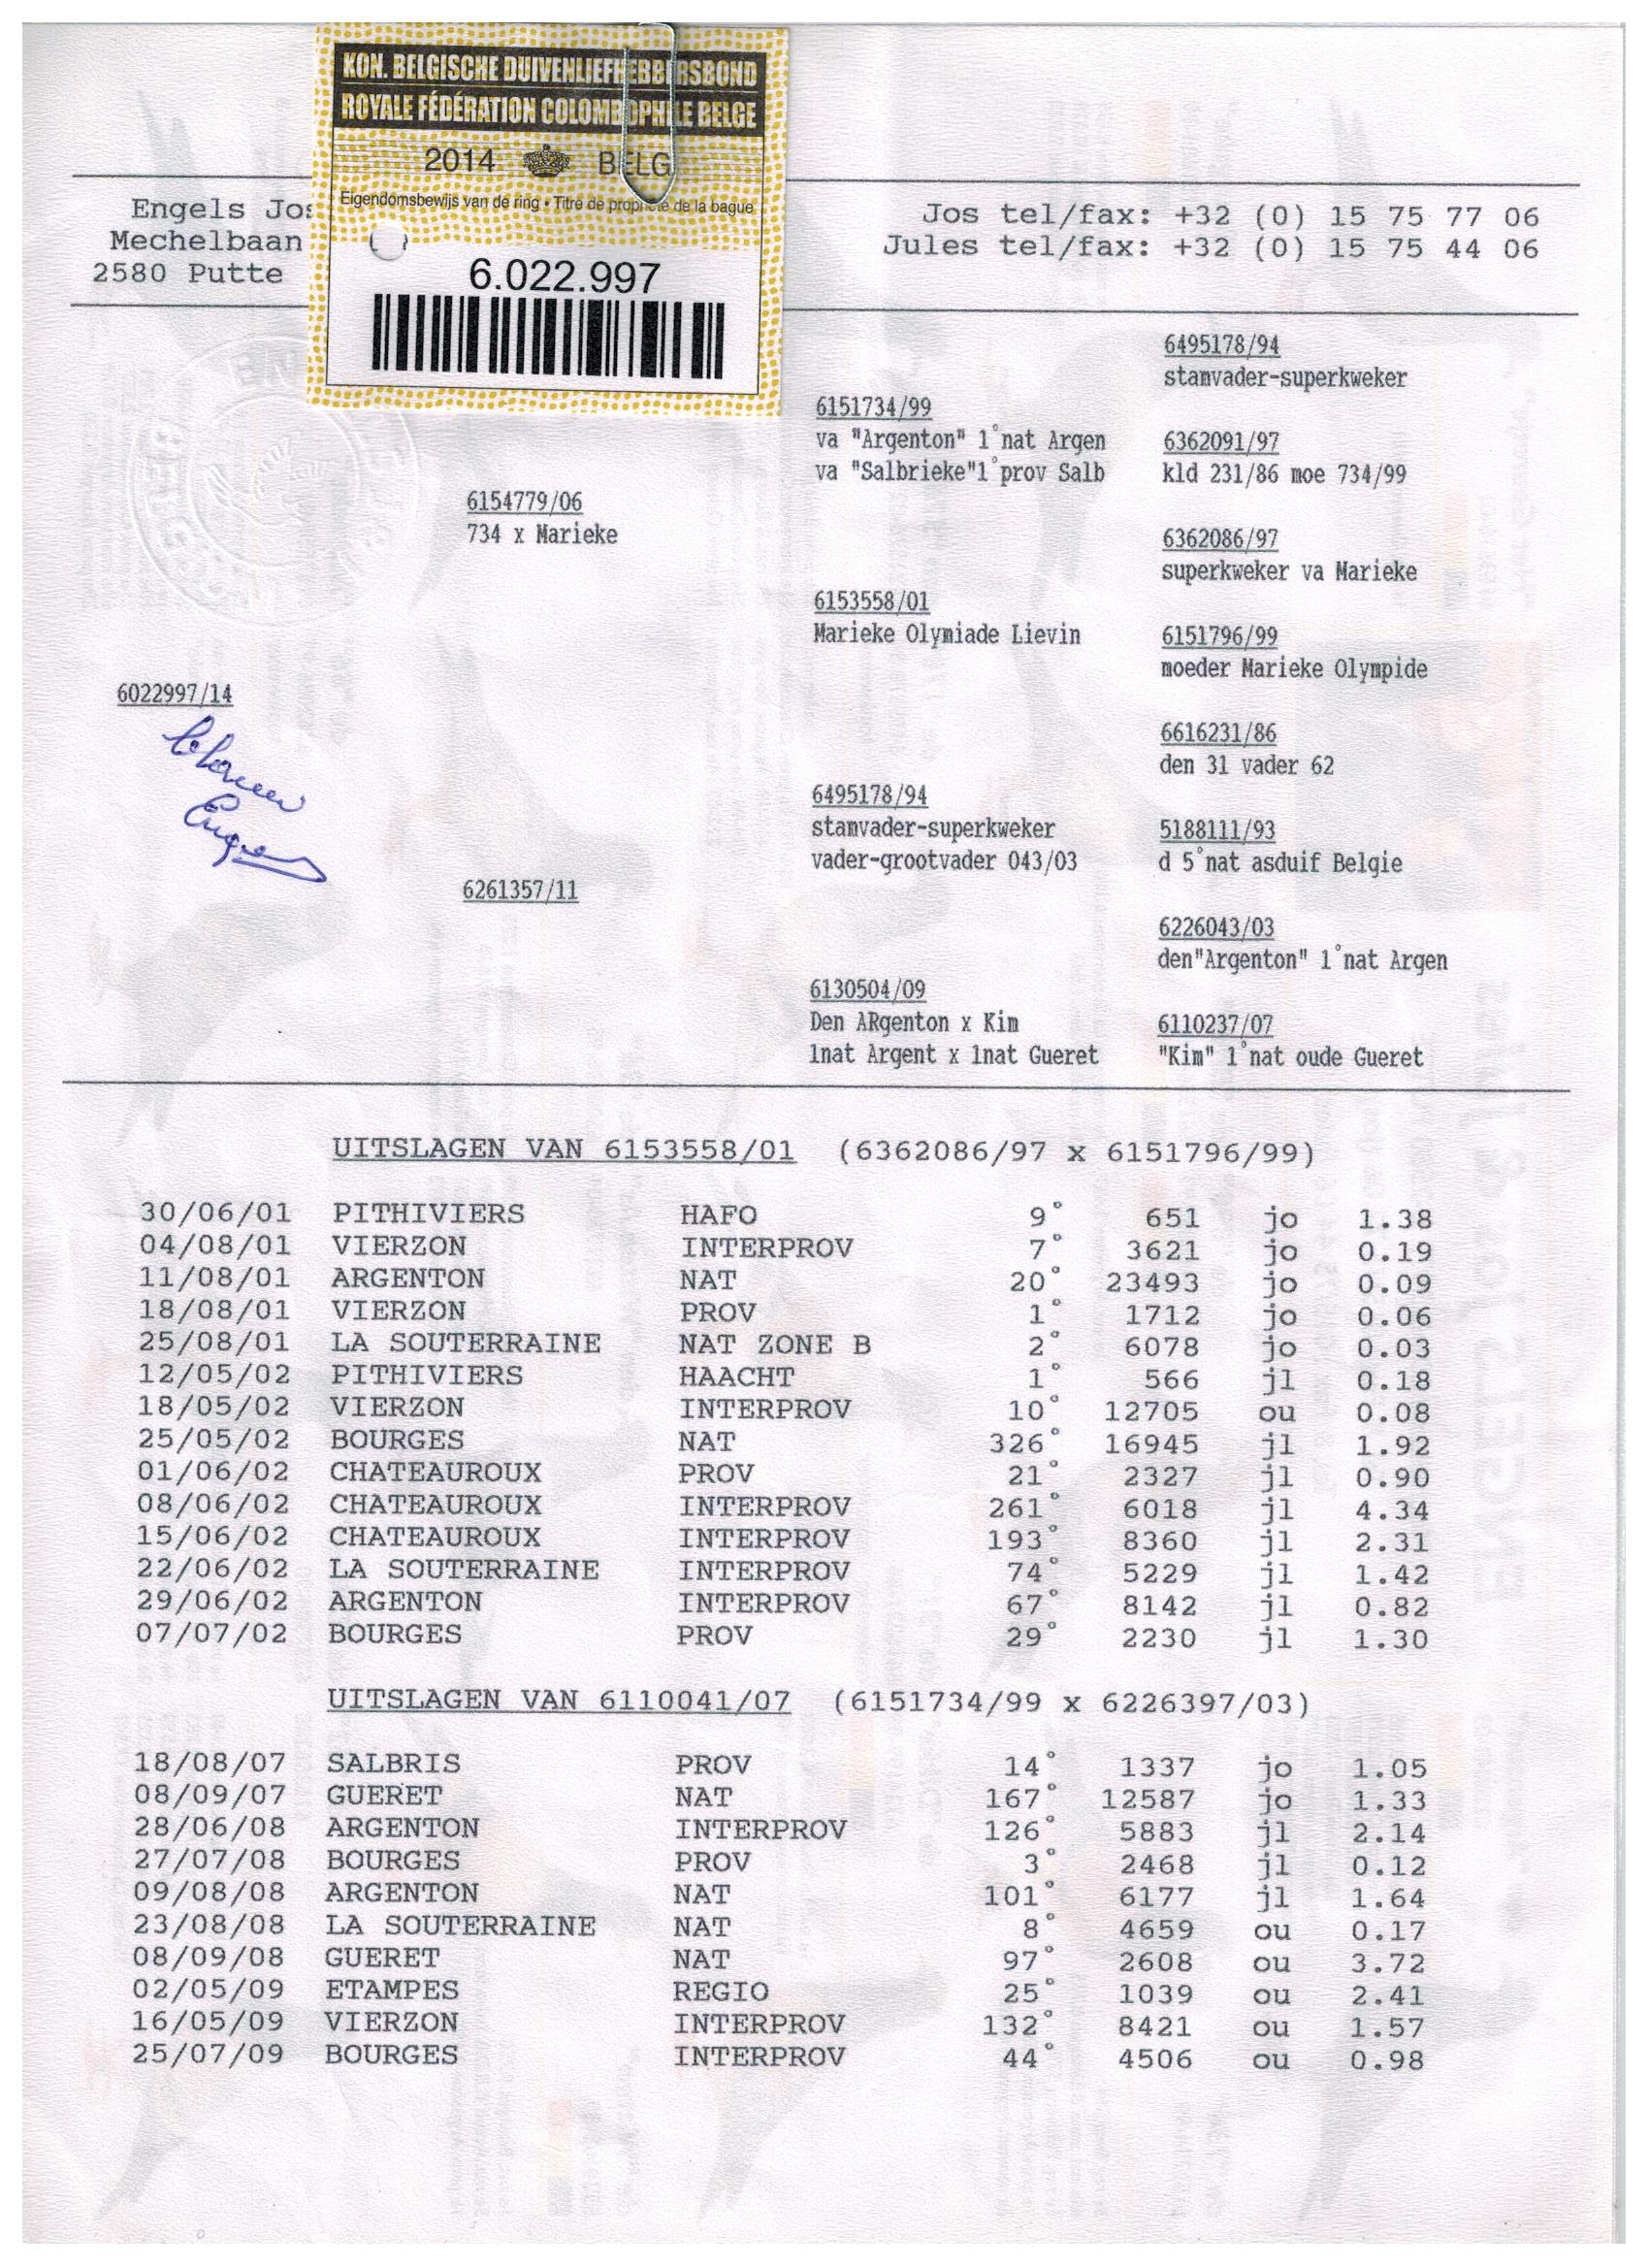 KON. BELGISCHE DUIVENLIEFHEBBERSBOND
ROYALE FÉDÉRATION COLOMBOPHILE BELGE
2014 BELG
Eigendomsbewijs van de ring • Titre de propriété de la bague
6.022.997
Engels Jos
Mechelbaan
2580 Putte
Jos tel/fax: +32 (0) 15 75 77 06
Jules tel/fax: +32 (0) 15 75 44 06
6495178/94
stamvader-superkweker
6151734/99
va "Argenton" 1°nat Argen
va "Salbrieke"1°prov Salb
6362091/97
kld 231/86 moe 734/99
6154779/06
734 x Marieke
6362086/97
superkweker va Marieke
6153558/01
Marieke Olymiade Lievin
6151796/99
moeder Marieke Olympide
6022997/14
6616231/86
den 31 vader 62
6495178/94
stamvader-superkweker
vader-grootvader 043/03
5188111/93
d 5°nat asduif Belgie
6261357/11
6226043/03
den"Argenton" 1°nat Argen
6130504/09
Den ARgenton x Kim
1nat Argent x 1nat Gueret
6110237/07
"Kim" 1°nat oude Gueret
UITSLAGEN VAN 6153558/01 (6362086/97 x 6151796/99)
30/06/01 PITHIVIERS HAFO 9° 651 jo 1.38
04/08/01 VIERZON INTERPROV 7° 3621 jo 0.19
11/08/01 ARGENTON NAT 20° 23493 jo 0.09
18/08/01 VIERZON PROV 1° 1712 jo 0.06
25/08/01 LA SOUTERRAINE NAT ZONE B 2° 6078 jo 0.03
12/05/02 PITHIVIERS HAACHT 1° 566 jl 0.18
18/05/02 VIERZON INTERPROV 10° 12705 ou 0.08
25/05/02 BOURGES NAT 326° 16945 jl 1.92
01/06/02 CHATEAUROUX PROV 21° 2327 jl 0.90
08/06/02 CHATEAUROUX INTERPROV 261° 6018 jl 4.34
15/06/02 CHATEAUROUX INTERPROV 193° 8360 jl 2.31
22/06/02 LA SOUTERRAINE INTERPROV 74° 5229 jl 1.42
29/06/02 ARGENTON INTERPROV 67° 8142 jl 0.82
07/07/02 BOURGES PROV 29° 2230 jl 1.30
UITSLAGEN VAN 6110041/07 (6151734/99 x 6226397/03)
18/08/07 SALBRIS PROV 14° 1337 jo 1.05
08/09/07 GUERET NAT 167° 12587 jo 1.33
28/06/08 ARGENTON INTERPROV 126° 5883 jl 2.14
27/07/08 BOURGES PROV 3° 2468 jl 0.12
09/08/08 ARGENTON NAT 101° 6177 jl 1.64
23/08/08 LA SOUTERRAINE NAT 8° 4659 ou 0.17
08/09/08 GUERET NAT 97° 2608 ou 3.72
02/05/09 ETAMPES REGIO 25° 1039 ou 2.41
16/05/09 VIERZON INTERPROV 132° 8421 ou 1.57
25/07/09 BOURGES INTERPROV 44° 4506 ou 0.98